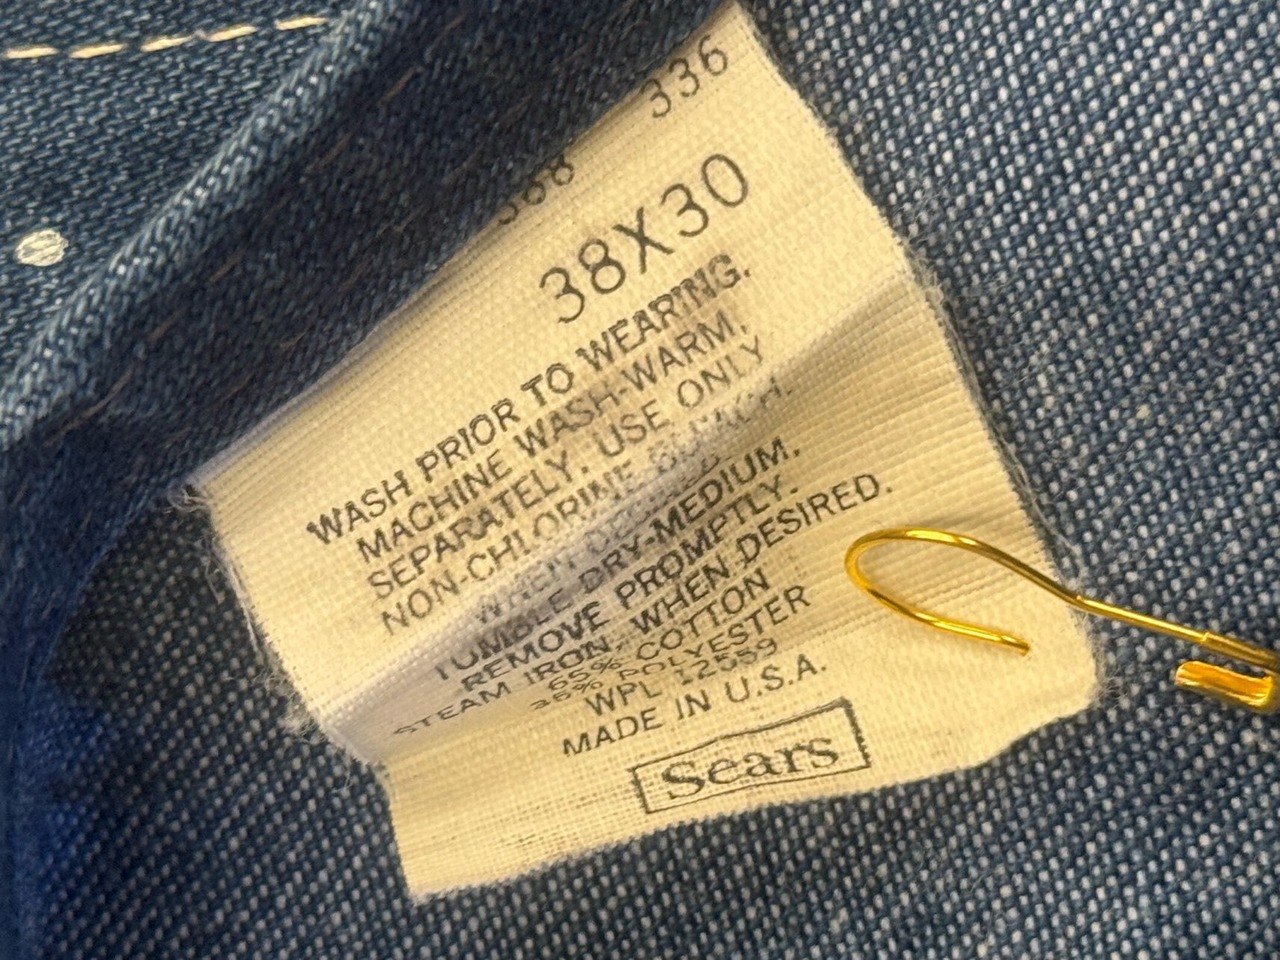 336
38X30
WASH PRIOR TO WEARING.
MACHINE WASH-WARM.
SEPARATELY. USE ONLY
NON-CHLORINE BLEACH.
WHEN
TUMBLE DRY-MEDIUM.
REMOVE PROMPTLY.
STEAM IRON. WHEN DESIRED.
65% COTTON
35% POLYESTER
WPL 12559
MADE IN U.S.A.
Sears